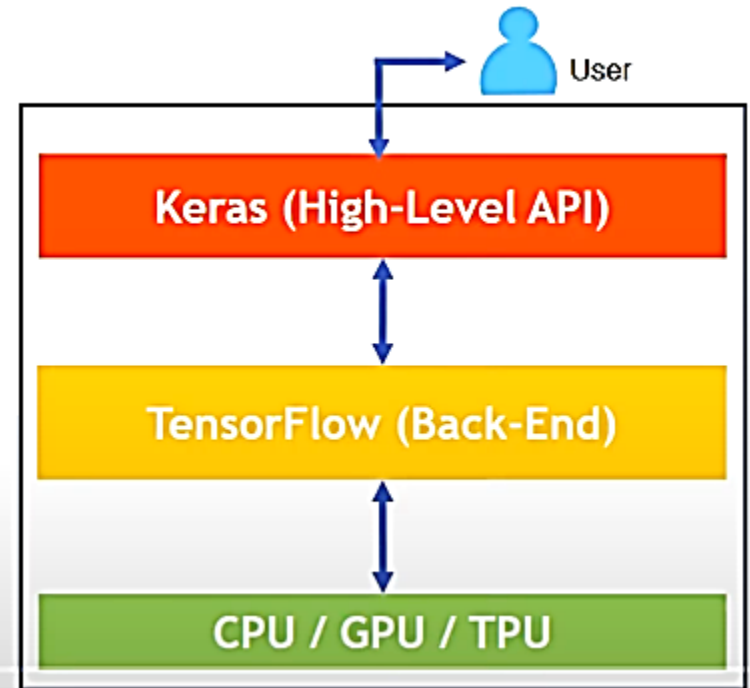 User
Keras (High-Level API)
TensorFlow (Back-End)
CPU / GPU / TPU